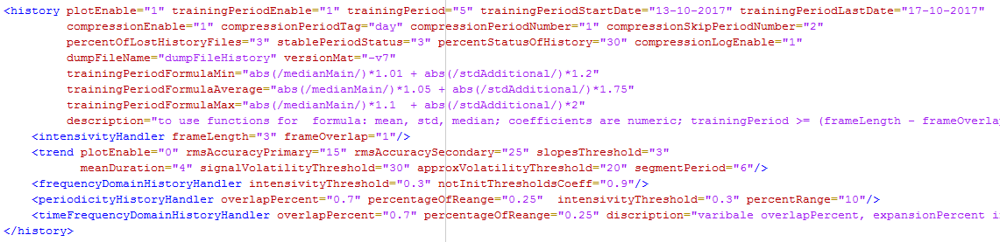 <history plotEnable="1" trainingPeriodEnable="1" trainingPeriod="5" trainingPeriodStartDate="13-10-2017" trainingPeriodLastDate="17-10-2017"
compressionEnable="1" compressionPeriodTag="day" compressionPeriodNumber="1" compressionSkipPeriodNumber="2"
percentOfLostHistoryFiles="3" stablePeriodStatus="3" percentStatusOfHistory="30" compressionLogEnable="1"
dumpFileName="dumpFileHistory" versionMat="-v7"
trainingPeriodFormulaMin="abs(/medianMain/)*1.01 + abs(/stdAdditional/)*1.2"
trainingPeriodFormulaAverage="abs(/medianMain/)*1.05 + abs(/stdAdditional/)*1.75"
trainingPeriodFormulaMax="abs(/medianMain/)*1.1  + abs(/stdAdditional/)*2"
description="to use functions for  formula: mean, std, median; coefficients are numeric; trainingPeriod >= (frameLength - frameOverla
<intensivityHandler frameLength="3" frameOverlap="1"/>
<trend plotEnable="0" rmsAccuracyPrimary="15" rmsAccuracySecondary="25" slopesThreshold="3"
meanDuration="4" signalVolatilityThreshold="30" approxVolatilityThreshold="20" segmentPeriod="6"/>
<frequencyDomainHistoryHandler intensivityThreshold="0.3" notInitThresholdsCoeff="0.9"/>
<periodicityHistoryHandler overlapPercent="0.7" percentageOfReange="0.25"  intensivityThreshold="0.3" percentRange="10"/>
<timeFrequencyDomainHistoryHandler overlapPercent="0.7" percentageOfReange="0.25" discription="varibale overlapPercent, expansionPercent i
</history>